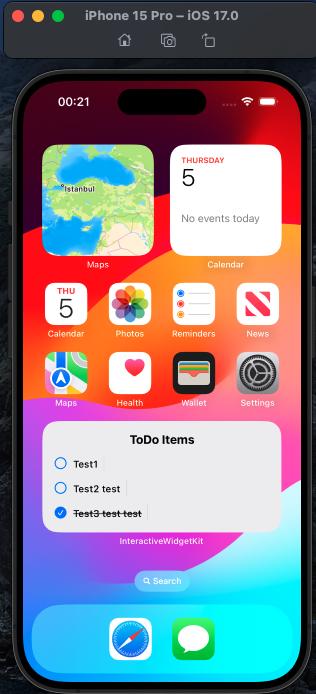 iPhone 15 Pro – iOS 17.0
00:21
Istanbul
THURSDAY
5
No events today
Maps
Calendar
THU
5
Calendar
Photos
Reminders
News
Maps
Health
Wallet
Settings
ToDo Items
Test1
Test2 test
Test3 test test
InteractiveWidgetKit
Search